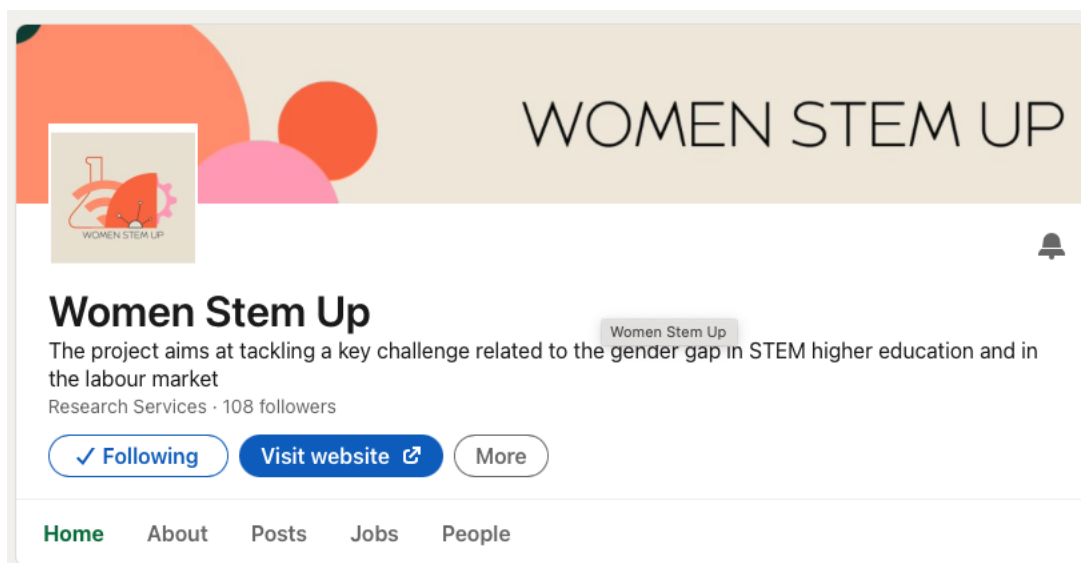 WOMEN STEM UP
WOMEN STEM UP
Women Stem Up
Women Stem Up
The project aims at tackling a key challenge related to the gender gap in STEM higher education and in
the labour market
Research Services · 108 followers
✓ Following
Visit website
More
Home About Posts Jobs People